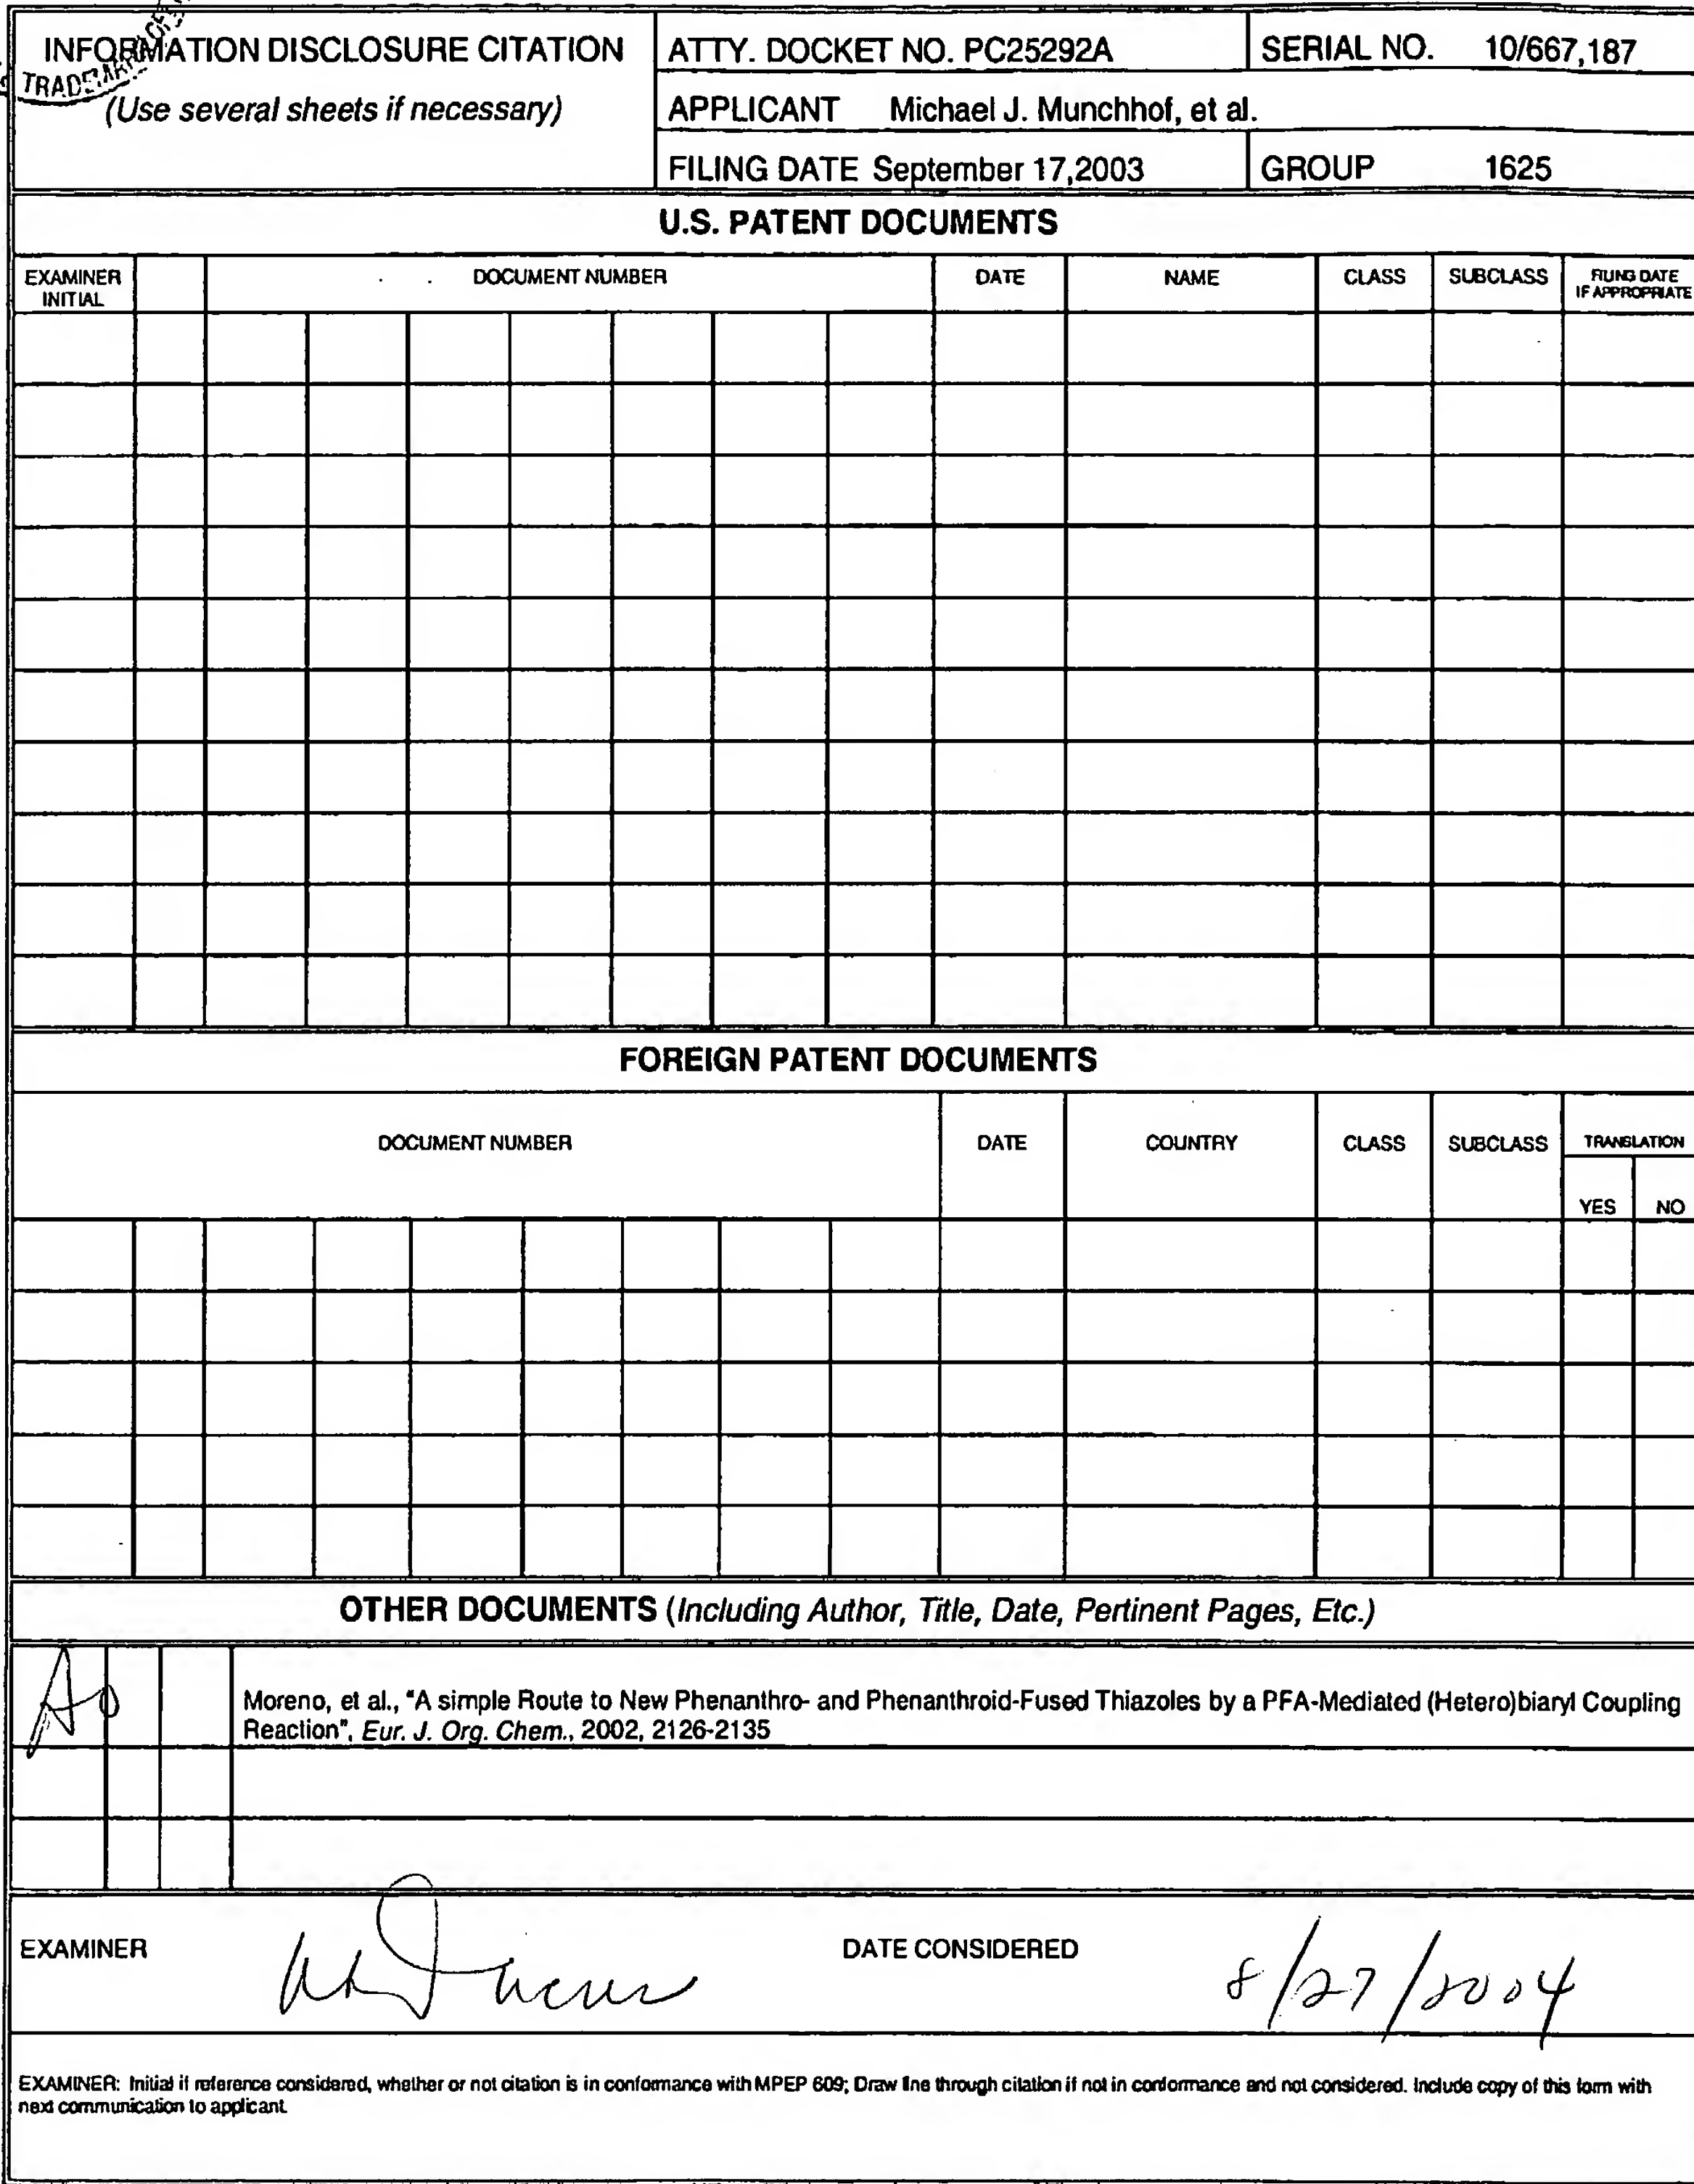 INFORMATION DISCLOSURE CITATION
TRADEMARK
(Use several sheets if necessary)
ATTY. DOCKET NO. PC25292A
SERIAL NO. 10/667,187
APPLICANT Michael J. Munchhof, et al.
FILING DATE September 17,2003
GROUP 1625
U.S. PATENT DOCUMENTS
EXAMINER
INITIAL
DOCUMENT NUMBER
DATE
NAME
CLASS
SUBCLASS
FILING DATE
IF APPROPRIATE
FOREIGN PATENT DOCUMENTS
DOCUMENT NUMBER
DATE
COUNTRY
CLASS
SUBCLASS
TRANSLATION
YES
NO
OTHER DOCUMENTS (Including Author, Title, Date, Pertinent Pages, Etc.)
Moreno, et al., "A simple Route to New Phenanthro- and Phenanthroid-Fused Thiazoles by a PFA-Mediated (Hetero)biaryl Coupling
Reaction", Eur. J. Org. Chem., 2002, 2126-2135
EXAMINER
DATE CONSIDERED
8/27/2004
EXAMINER: Initial if reference considered, whether or not citation is in conformance with MPEP 609; Draw line through citation if not in conformance and not considered. Include copy of this form with
next communication to applicant.